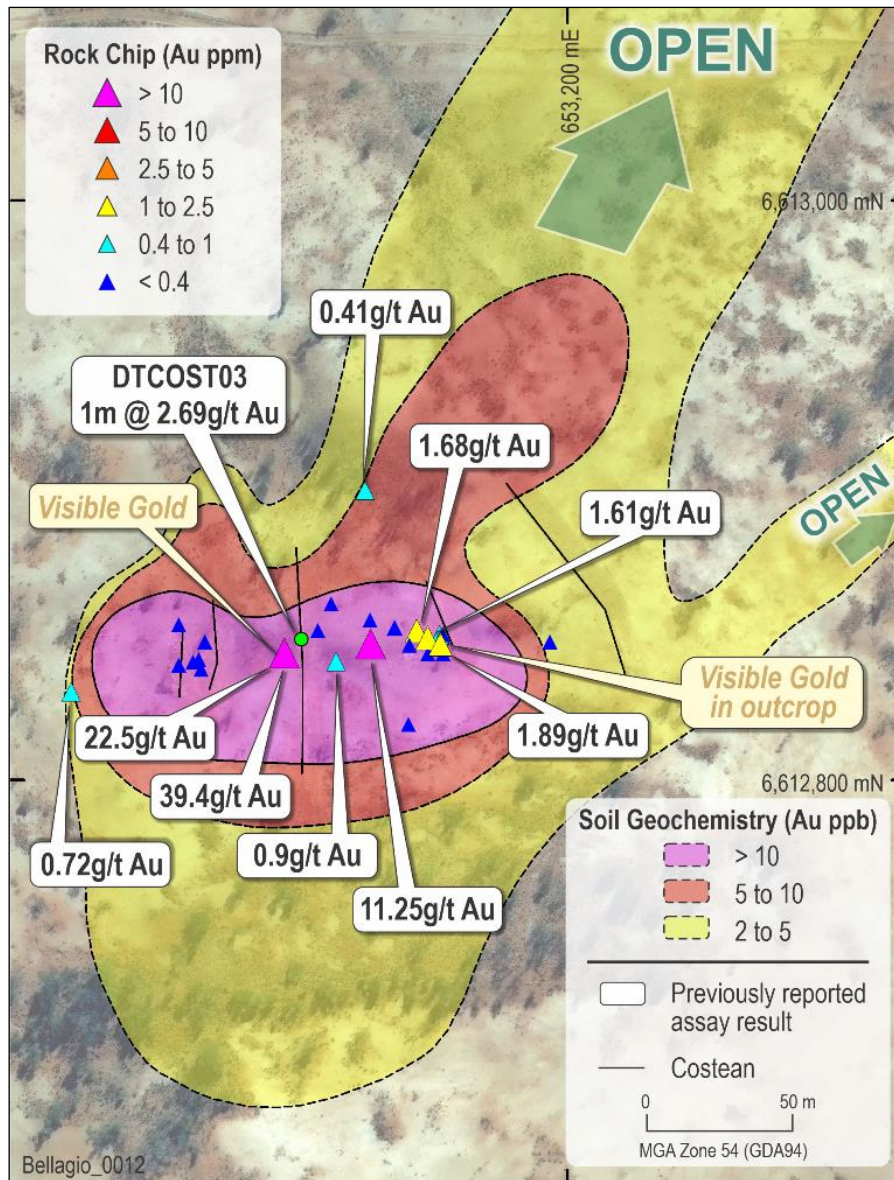 Rock Chip (Au ppm)
> 10
5 to 10
2.5 to 5
1 to 2.5
0.4 to 1
< 0.4
OPEN
653,200 mE
6,613,000 mN
0.41g/t Au
DTCOST03
1m @ 2.69g/t Au
1.68g/t Au
Visible Gold
1.61g/t Au
OPEN
Visible Gold
in outcrop
22.5g/t Au
1.89g/t Au
39.4g/t Au
6,612,800 mN
0.72g/t Au
0.9g/t Au
11.25g/t Au
Soil Geochemistry (Au ppb)
> 10
5 to 10
2 to 5
Previously reported
assay result
Costean
0 50 m
MGA Zone 54 (GDA94)
Bellagio_0012